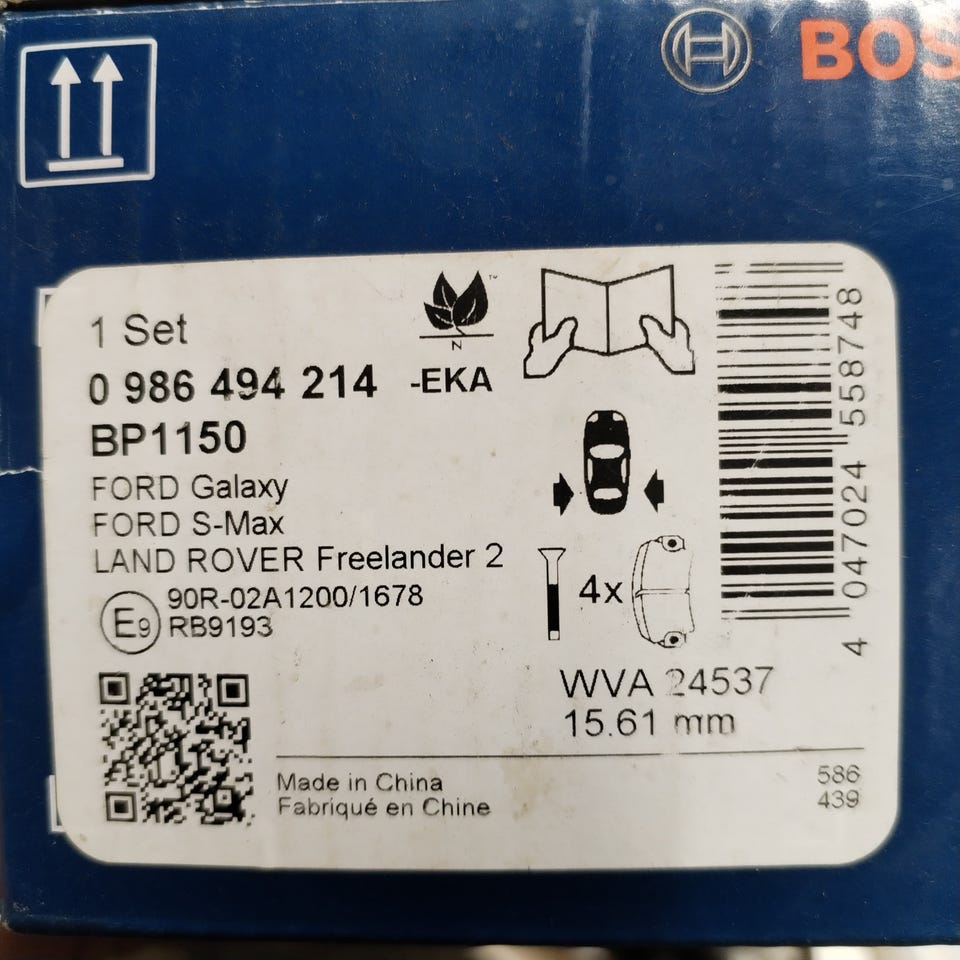 BOS
1 Set
N
™
0 986 494 214 -EKA
BP1150
FORD Galaxy
FORD S-Max
LAND ROVER Freelander 2
E9
90R-02A1200/1678
RB9193
4x
WVA 24537
15.61 mm
Made in China
Fabriqué en Chine
586
439
4 047024 558748